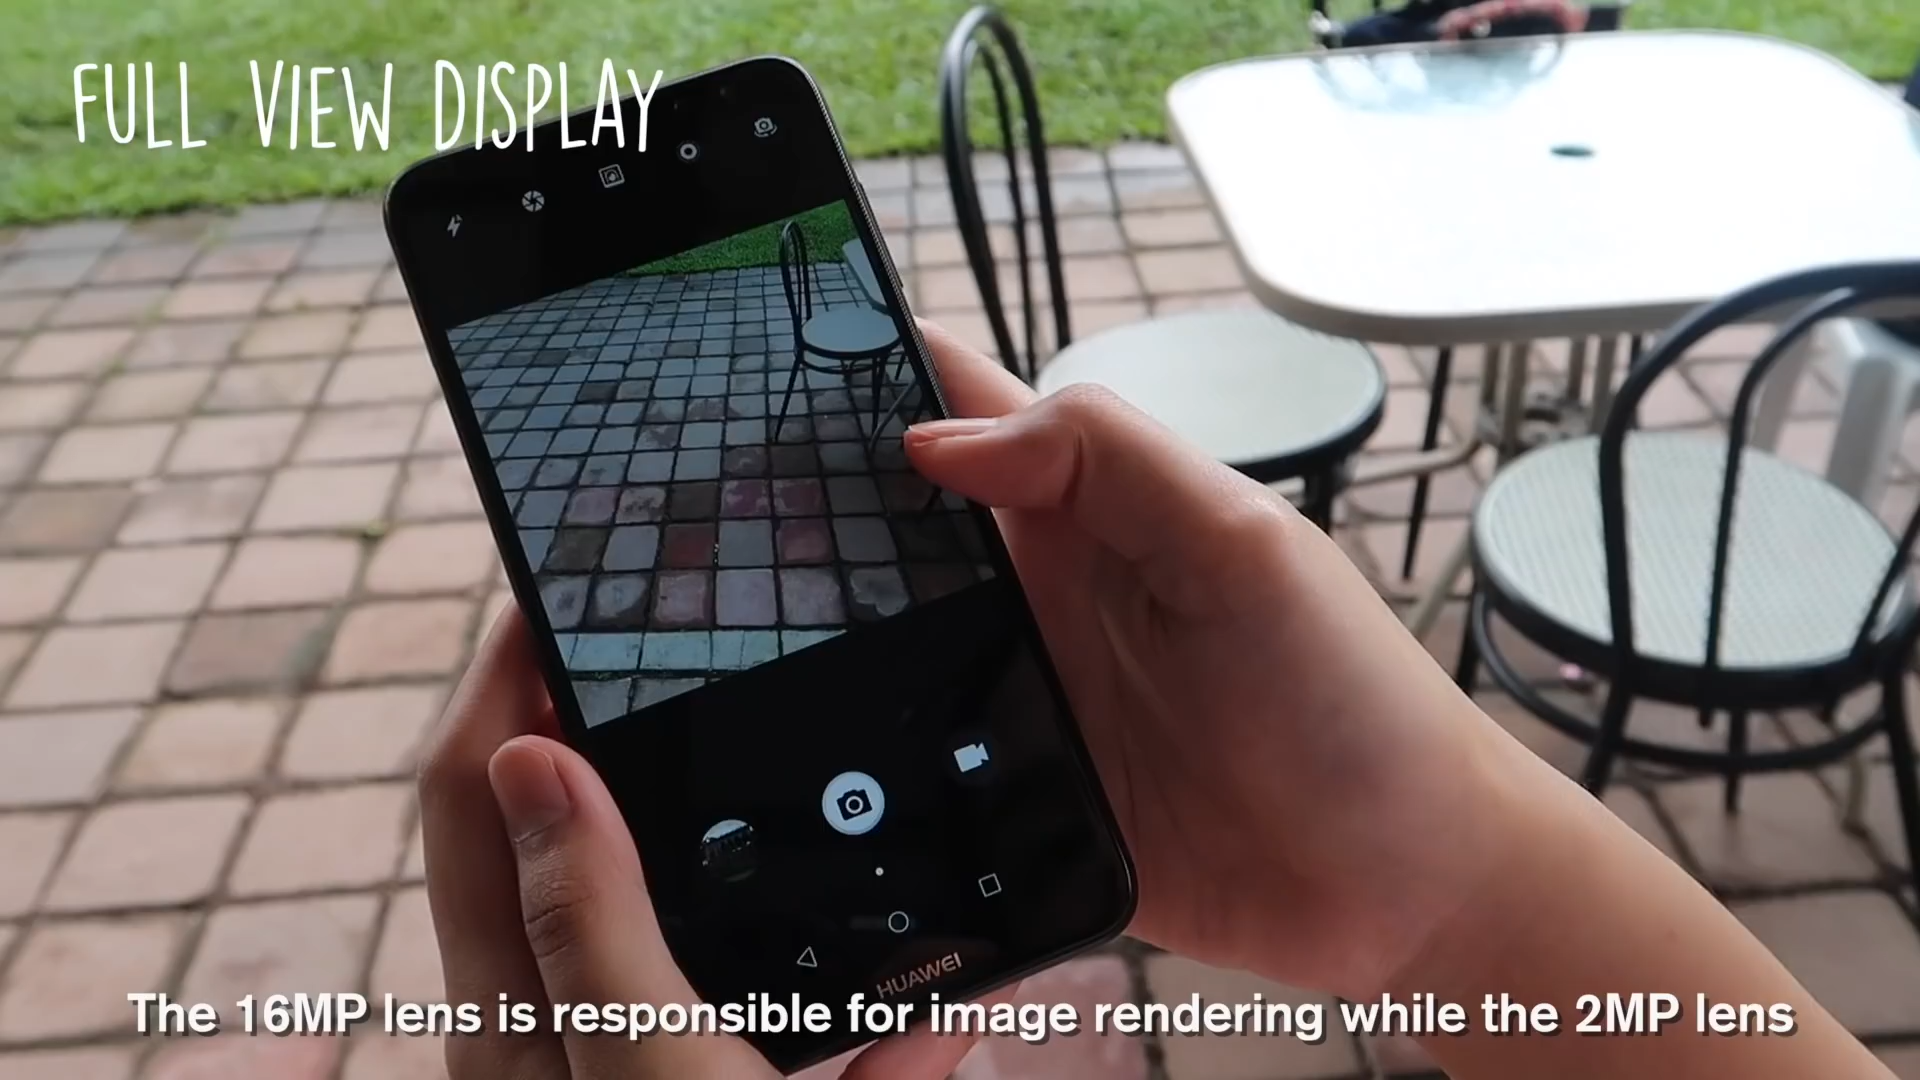 FULL VIEW DISPLAY
HUAWEI
The 16MP lens is responsible for image rendering while the 2MP lens